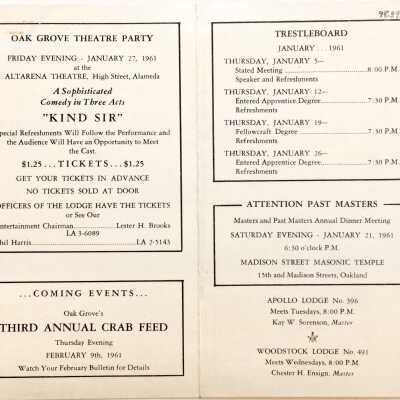 OAK GROVE THEATRE PARTY
FRIDAY EVENING - JANUARY 27, 1961
at the
ALTARENA THEATRE, High Street, Alameda
A Sophisticated
Comedy in Three Acts
"KIND SIR"
pecial Refreshments Will Follow the Performance and
the Audience Will Have an Opportunity to Meet
the Cast.
$1.25 ... TICKETS ... $1.25
GET YOUR TICKETS IN ADVANCE
NO TICKETS SOLD AT DOOR
OFFICERS OF THE LODGE HAVE THE TICKETS
or See Our
Entertainment Chairman Lester H. Brooks
LA 3-6089
Phil Harris LA 2-5143
...COMING EVENTS...
Oak Grove's
THIRD ANNUAL CRAB FEED
Thursday Evening
FEBRUARY 9th, 1961
Watch Your February Bulletin for Details
TRESTLEBOARD
JANUARY . . . 1961
THURSDAY, JANUARY 5—
Stated Meeting 8:00 P.M.
Speaker and Refreshments
THURSDAY, JANUARY 12—
Entered Apprentice Degree 7:30 P.M.
Refreshments
THURSDAY, JANUARY 19—
Fellowcraft Degree 7:30 P.M.
Refreshments
THURSDAY, JANUARY 26—
Entered Apprentice Degree 7:30 P.M.
Refreshments
ATTENTION PAST MASTERS
Masters and Past Masters Annual Dinner Meeting
SATURDAY EVENING - JANUARY 21, 1961
6:30 o'clock P.M.
MADISON STREET MASONIC TEMPLE
15th and Madison Streets, Oakland
APOLLO LODGE No. 396
Meets Tuesdays, 8:00 P.M.
Kay W. Sorenson, Master
WOODSTOCK LODGE No. 491
Meets Wednesdays, 8:00 P.M.
Chester H. Ensign, Master